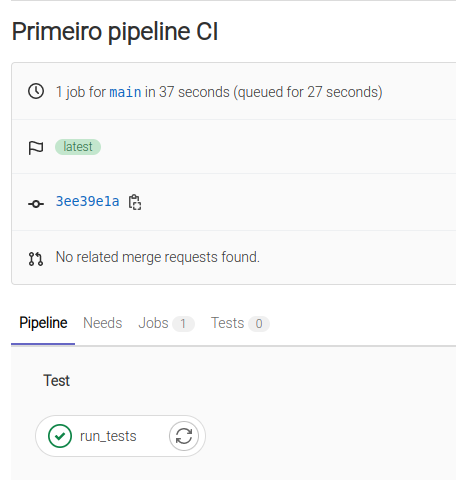 Primeiro pipeline CI
1 job for main in 37 seconds (queued for 27 seconds)
latest
3ee39e1a
No related merge requests found.
Pipeline Needs Jobs 1 Tests 0
Test
run_tests